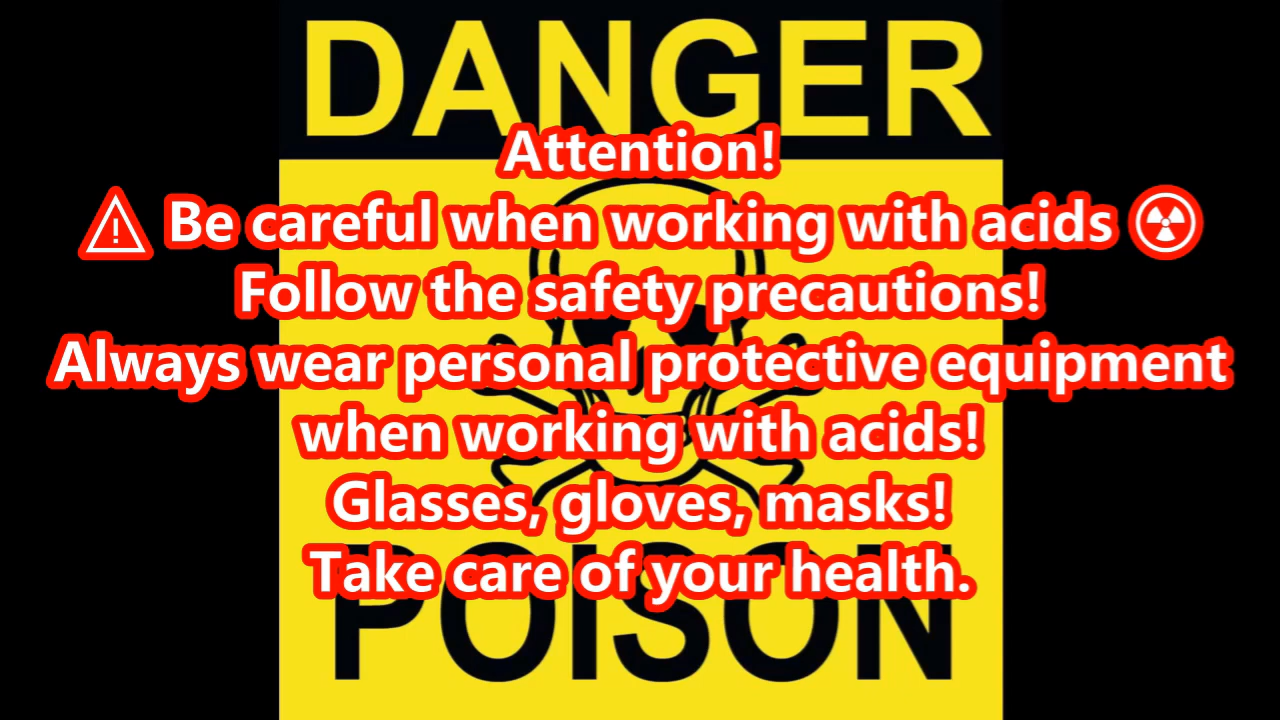 DANGER
Attention!
⚠ Be careful when working with acids ☢
Follow the safety precautions!
Always wear personal protective equipment
when working with acids!
Glasses, gloves, masks!
Take care of your health.
POISON